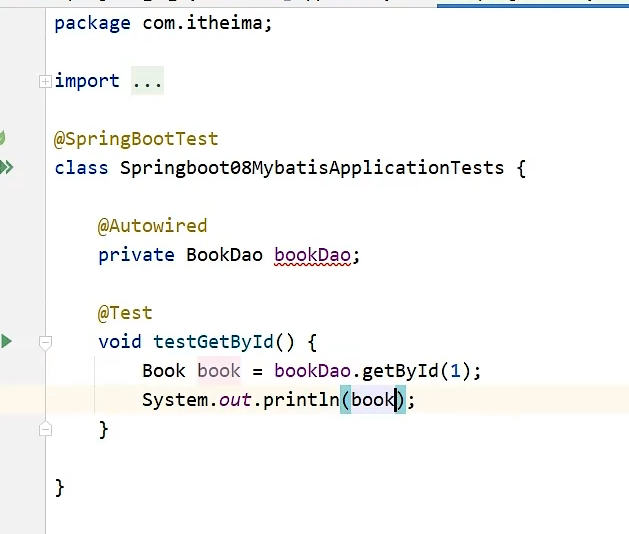 package com.itheima;
import ...
@SpringBootTest
class Springboot08MybatisApplicationTests {
@Autowired
private BookDao bookDao;
@Test
void testGetById() {
Book book = bookDao.getById(1);
System.out.println(book);
}
}